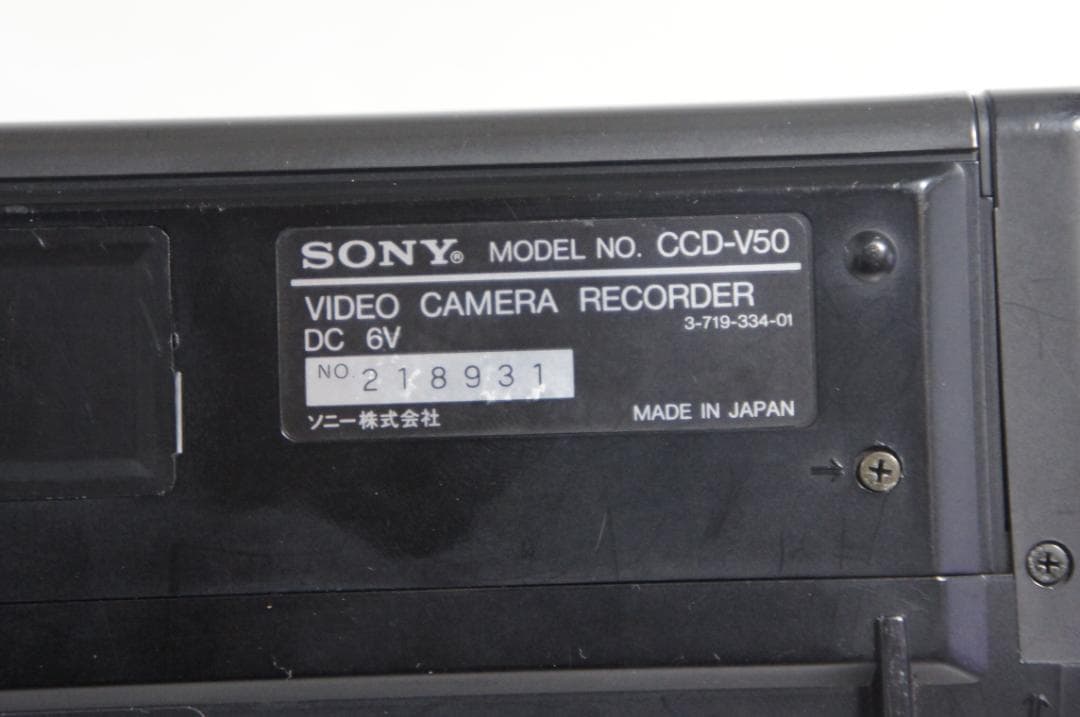 SONY® MODEL NO. CCD-V50
VIDEO CAMERA RECORDER
3-719-334-01
DC 6V
NO. 218931
ソニー株式会社
MADE IN JAPAN